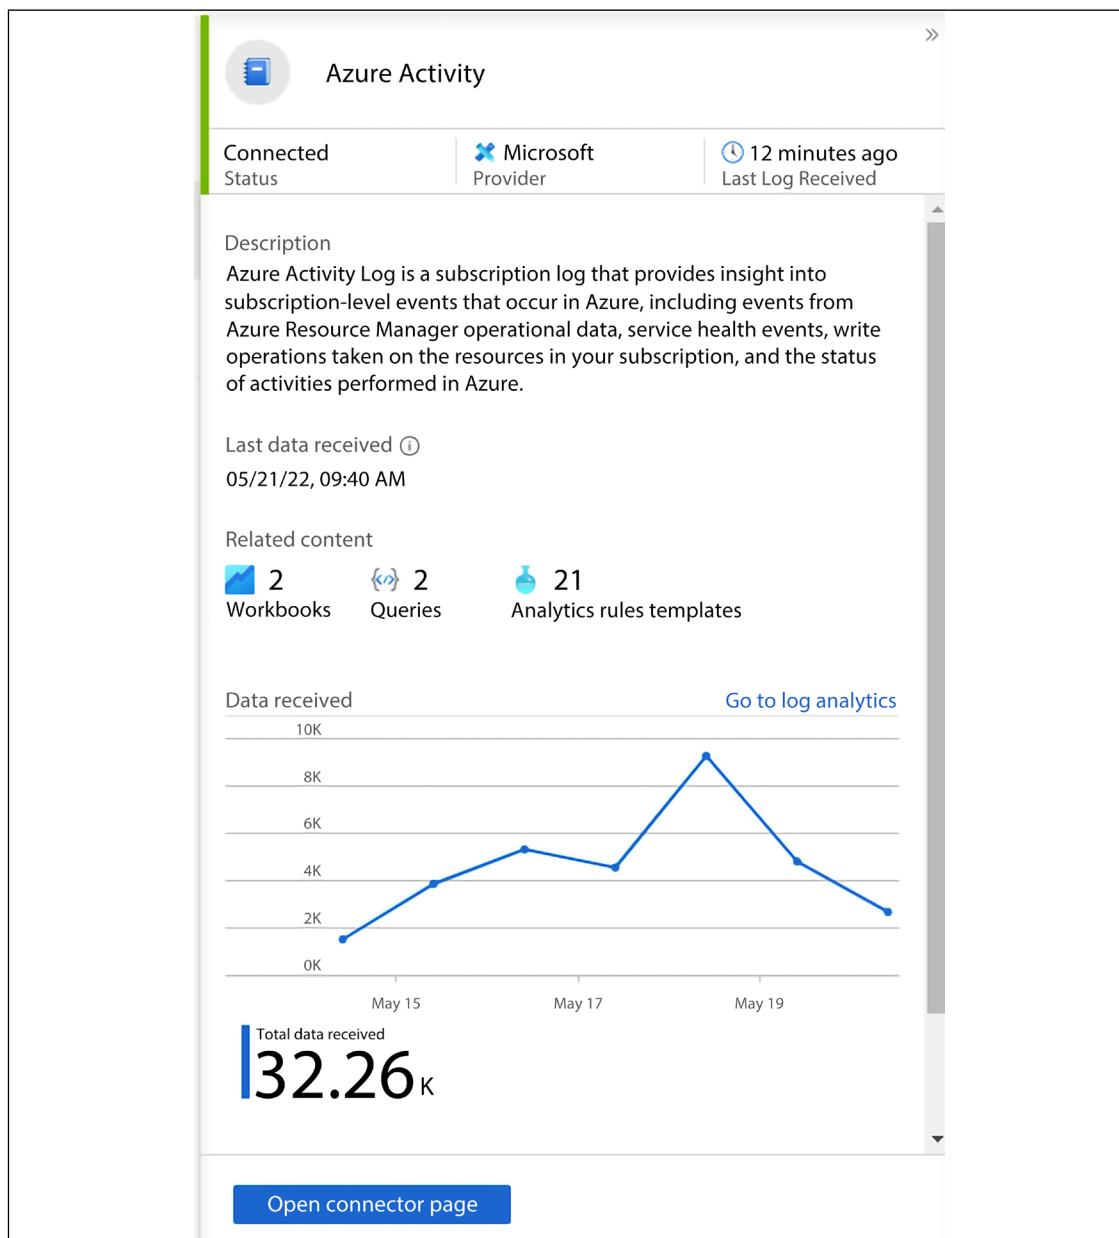 Azure Activity
Connected
Status
Microsoft
Provider
12 minutes ago
Last Log Received
Description
Azure Activity Log is a subscription log that provides insight into
subscription-level events that occur in Azure, including events from
Azure Resource Manager operational data, service health events, write
operations taken on the resources in your subscription, and the status
of activities performed in Azure.
Last data received
05/21/22, 09:40 AM
Related content
2
Workbooks
2
Queries
21
Analytics rules templates
Data received
Go to log analytics
10K
8K
6K
4K
2K
0K
May 15
May 17
May 19
Total data received
32.26 K
Open connector page